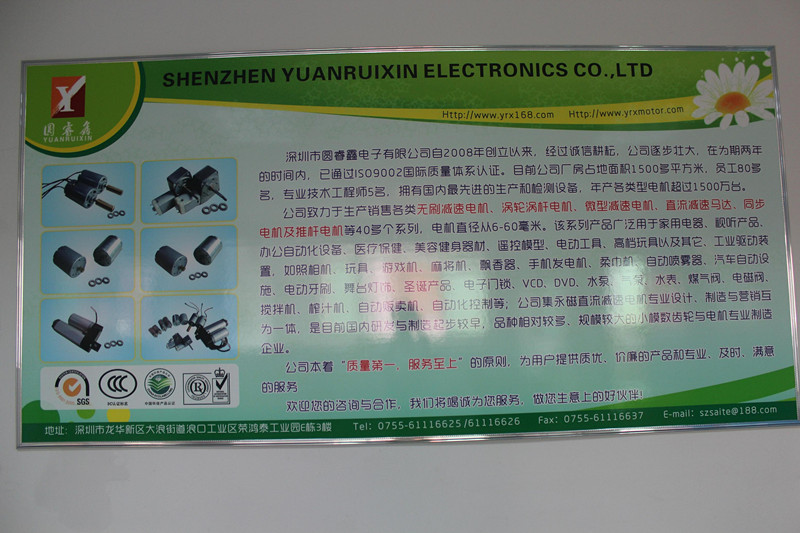 SHENZHEN YUANRUIXIN ELECTRONICS CO.,LTD
圆睿鑫
YUANRUIXIN
Http://www.yrx168.com Http://www.yrxmotor.com
深圳市圆睿鑫电子有限公司自2008年创立以来，经过诚信耕耘，公司逐步壮大，在为期两年
的时间内，已通过ISO9002国际质量体系认证。目前公司厂房占地面积1500多平方米，员工80多
名，专业技术工程师5名，拥有国内最先进的生产和检测设备，年产各类型电机超过1500万台。
公司致力于生产销售各类无刷减速电机、涡轮涡杆电机、微型减速电机、直流减速马达、同步
电机及推杆电机等40多个系列，电机直径从6-60毫米。该系列产品广泛用于家用电器，视听产品，
办公自动化设备、医疗保健、美容健身器材、遥控模型、电动工具、高档玩具以及其它、工业驱动装
置，如照相机、玩具、游戏机、麻将机、飘香器、手机发电机、柔巾机、自动喷雾器、汽车自动设
施、电动牙刷、舞台灯饰、圣诞产品、电子门锁、VCD、DVD、水泵、气泵、水表、煤气阀、电磁阀、
搅拌机、榨汁机、自动贩卖机、自动化控制等；公司集永磁直流减速电机专业设计、制造与营销互
为一体，是目前国内研发与制造起步较早，品种相对较多、规模较大的小模数齿轮与电机专业制造
企业。
公司本着“质量第一、服务至上”的原则，为用户提供质优、价廉的产品和专业，及时、满意
的服务
欢迎您的咨询与合作，我们将竭诚为您服务，做您生意上的好伙伴!
SGS
CCC
地址：深圳市龙华新区大浪街道浪口工业区荣鸿泰工业园E栋3楼 Tel: 0755-61116625/61116626 Fax: 0755-61116637 E-mail: szsaite@188.com